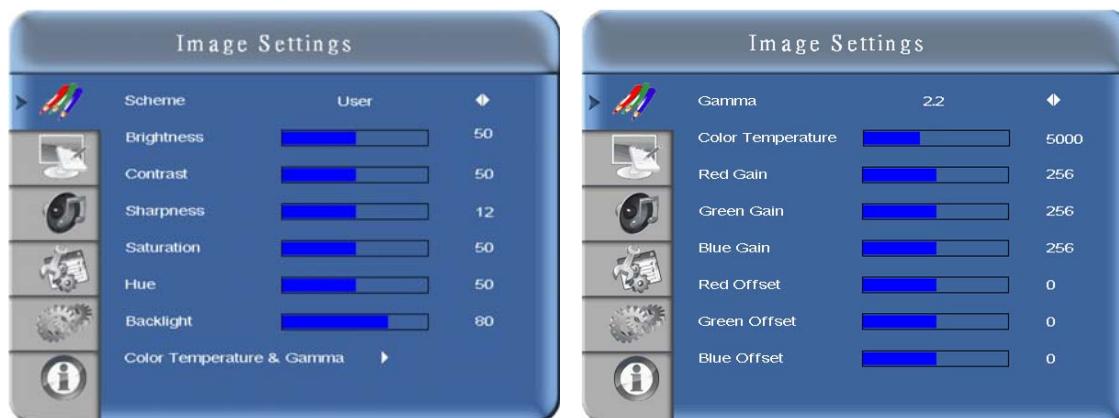 Image Settings
Scheme User
Brightness 50
Contrast 50
Sharpness 12
Saturation 50
Hue 50
Backlight 80
Color Temperature & Gamma
Image Settings
Gamma 2.2
Color Temperature 5000
Red Gain 256
Green Gain 256
Blue Gain 256
Red Offset 0
Green Offset 0
Blue Offset 0